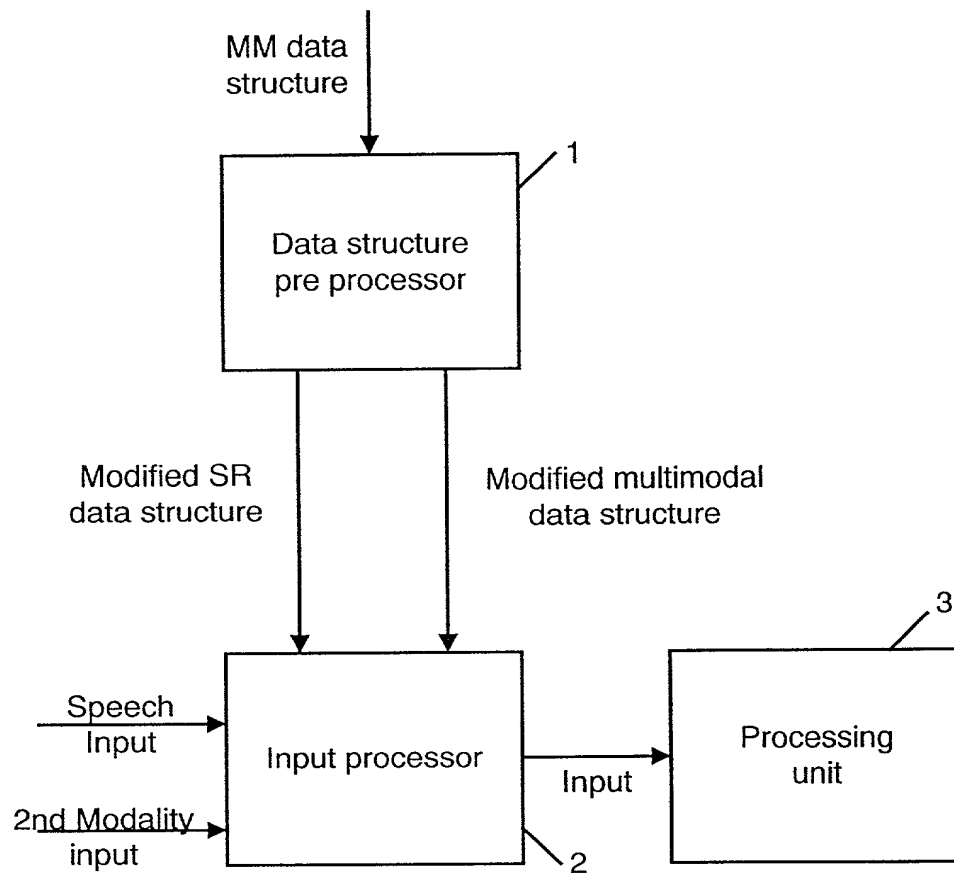 MM data
structure
1
Data structure
pre processor
Modified SR
data structure
Modified multimodal
data structure
3
Speech
Input
Input processor
Input
Processing
unit
2nd Modality
input
2